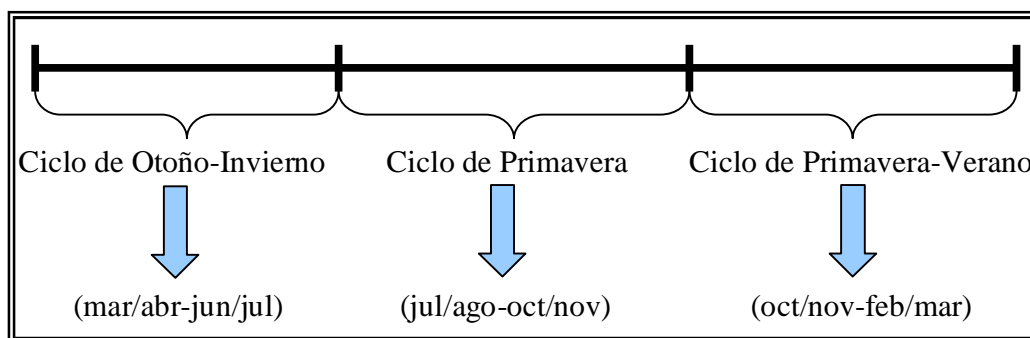 Ciclo de Otoño-Invierno
Ciclo de Primavera
Ciclo de Primavera-Verano
(mar/abr-jun/jul)
(jul/ago-oct/nov)
(oct/nov-feb/mar)